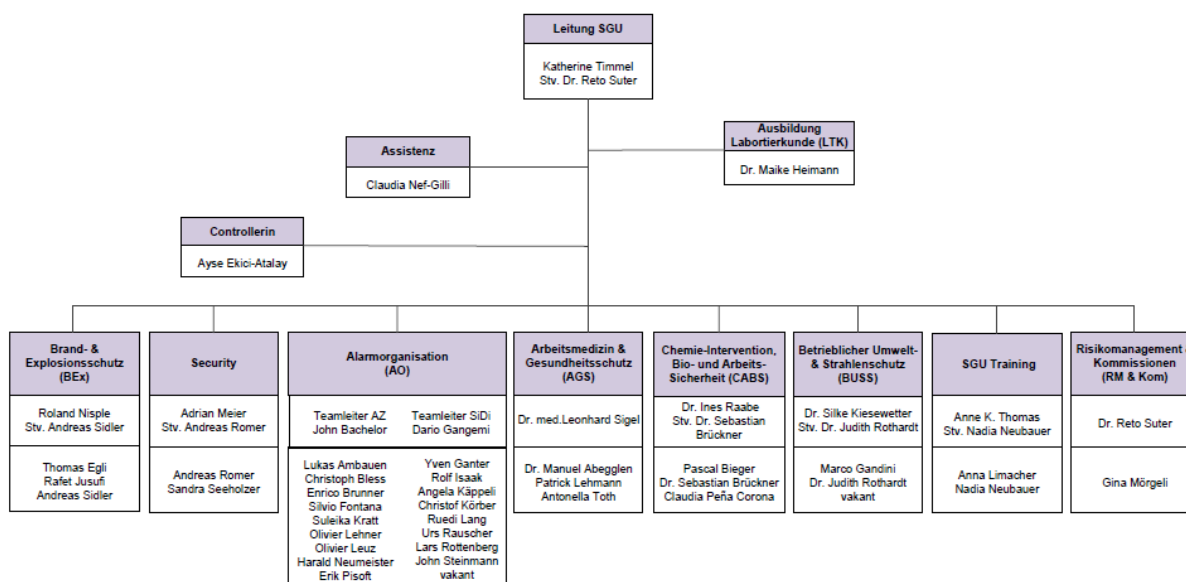 Leitung SGU
Katherine Timmel
Stv. Dr. Reto Suter
Ausbildung
Labortierkunde (LTK)
Dr. Maike Heimann
Assistenz
Claudia Nef-Gilli
Controllerin
Ayse Ekici-Atalay
Brand- &
Explosionsschutz
(BEx)
Roland Nisple
Stv. Andreas Sidler
Thomas Egli
Rafet Jusufi
Andreas Sidler
Security
Adrian Meier
Stv. Andreas Romer
Andreas Romer
Sandra Seeholzer
Alarmorganisation
(AO)
Teamleiter AZ
John Bachelor
Teamleiter SiDi
Dario Gangemi
Lukas Ambauen
Christoph Bless
Enrico Brunner
Silvio Fontana
Suleika Kratt
Olivier Lehner
Olivier Leuz
Harald Neumeister
Erik Pisoft
Yven Ganter
Rolf Isaak
Angela Käppeli
Christof Körber
Ruedi Lang
Urs Rauscher
Lars Rottenberg
John Steinmann
vakant
Arbeitsmedizin &
Gesundheitsschutz
(AGS)
Dr. med.Leonhard Sigel
Dr. Manuel Abegglen
Patrick Lehmann
Antonella Toth
Chemie-Intervention,
Bio- und Arbeits-
Sicherheit (CABS)
Dr. Ines Raabe
Stv. Dr. Sebastian
Brückner
Pascal Bieger
Dr. Sebastian Brückner
Claudia Peña Corona
Betrieblicher Umwelt-
& Strahlenschutz
(BUSS)
Dr. Silke Kiesewetter
Stv. Dr. Judith Rothardt
Marco Gandini
Dr. Judith Rothardt
vakant
SGU Training
Anne K. Thomas
Stv. Nadia Neubauer
Anna Limacher
Nadia Neubauer
Risikomanagement
Kommissionen
(RM & Kom)
Dr. Reto Suter
Gina Mörgeli